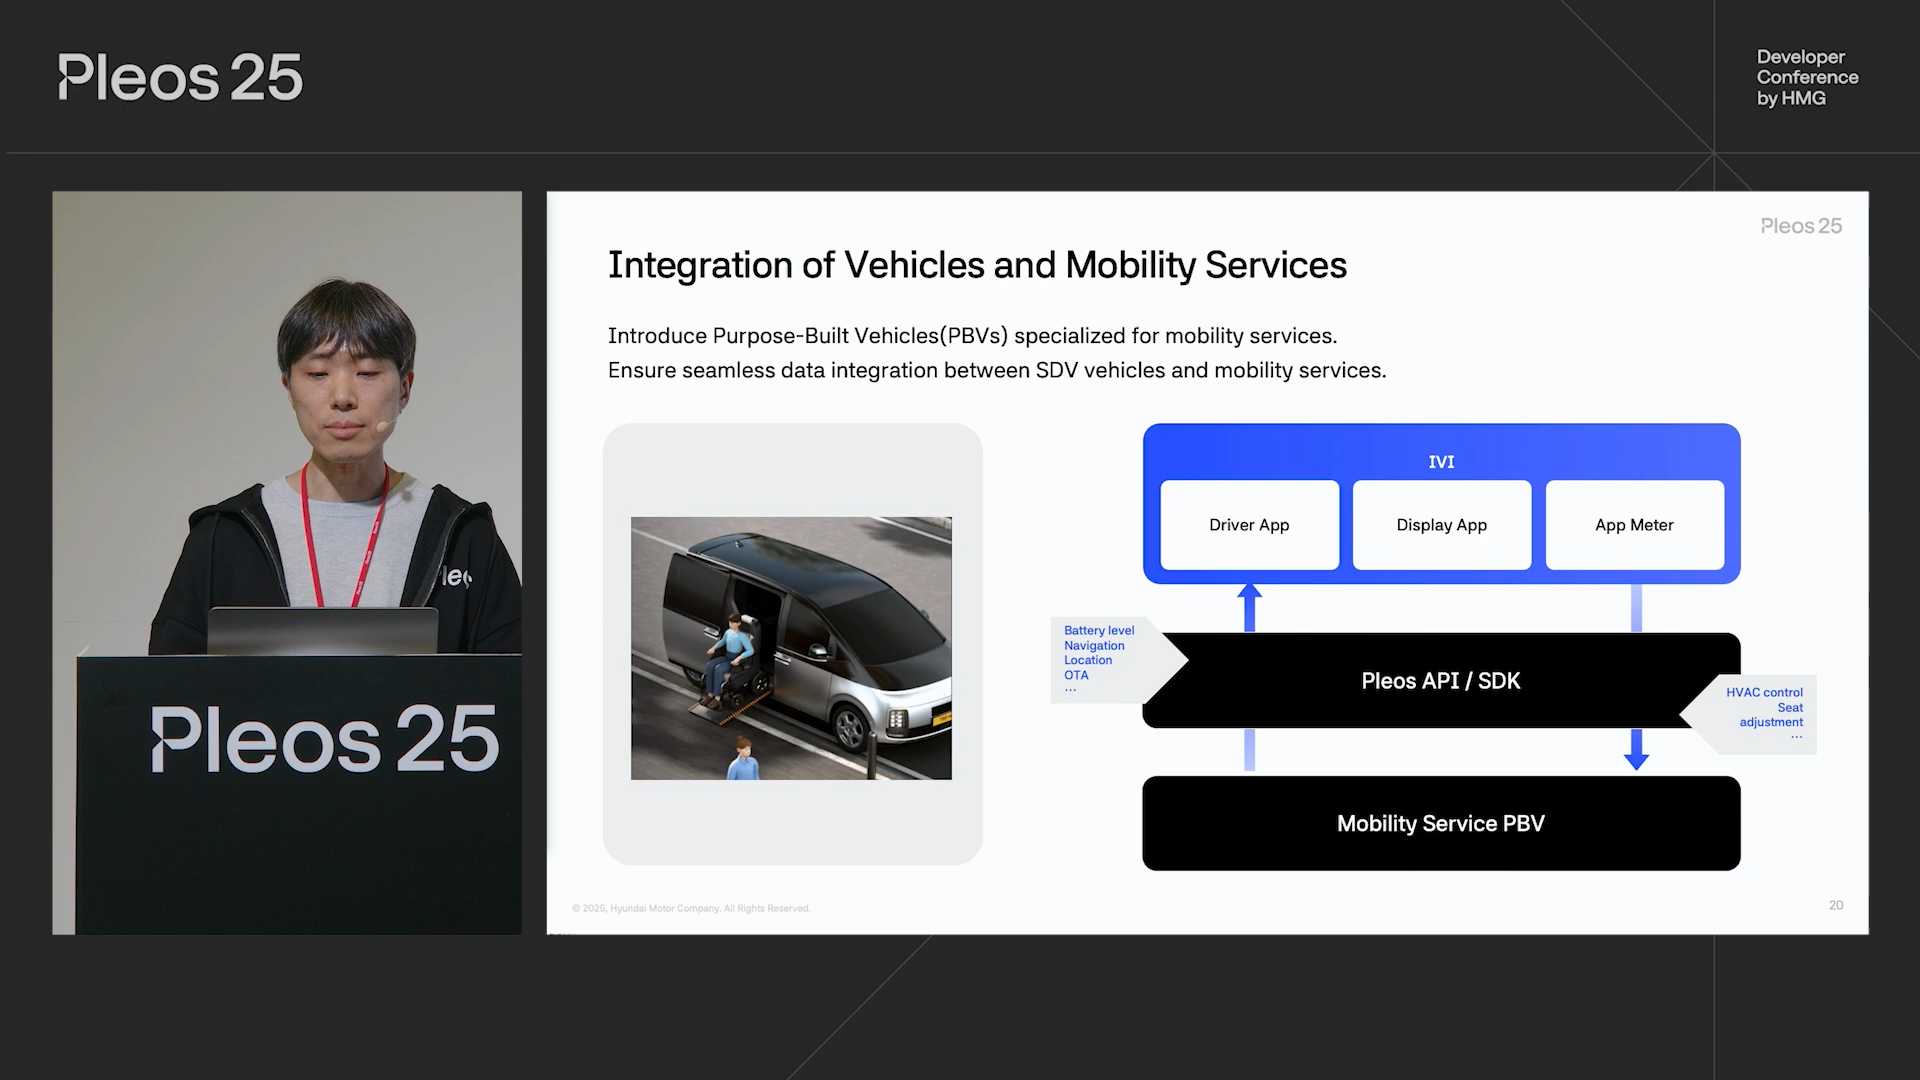 Pleos 25
Developer
Conference
by HMG
Pleos 25
Integration of Vehicles and Mobility Services
Introduce Purpose-Built Vehicles(PBVs) specialized for mobility services.
Ensure seamless data integration between SDV vehicles and mobility services.
IVI
Driver App
Display App
App Meter
Battery level
Navigation
Location
OTA
...
Pleos API / SDK
HVAC control
Seat
adjustment
...
Mobility Service PBV
© 2025, Hyundai Motor Company. All Rights Reserved.
20
Pleos 25